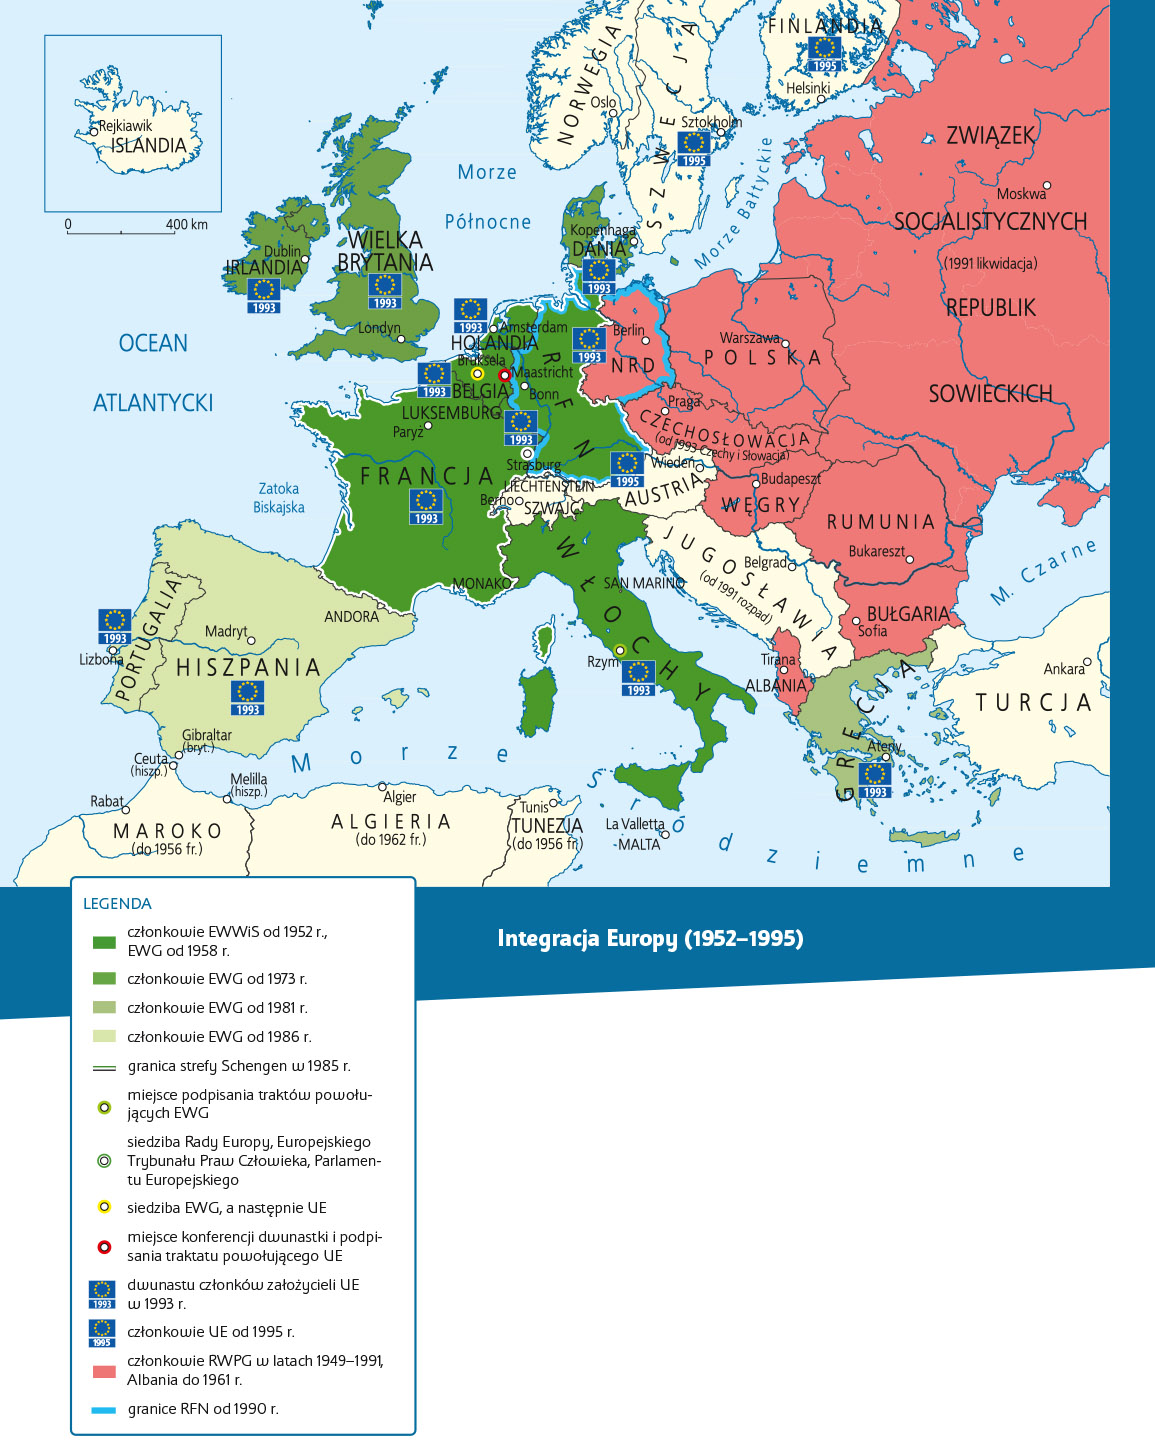 FINLANDIA
1995
Helsinki
NORWEGIA
Oslo
SZWECJA
Sztokholm
1995
Rejkiawik
ISLANDIA
0 400 km
Morze
Północne
Morze Bałtyckie
ZWIĄZEK
Moskwa
SOCJALISTYCZNYCH
(1991 likwidacja)
REPUBLIK
SOWIECKICH
Kopenhaga
DANIA
1993
Dublin
IRLANDIA
1993
WIELKA
BRYTANIA
1993
Londyn
OCEAN
ATLANTYCKI
1993
Amsterdam
HOLANDIA
Bruksela
1993
BELGIA
Maastricht
Bonn
LUKSEMBURG
1993
RFN
1993
Berlin
NRD
Warszawa
POLSKA
Praga
CZECHOSŁOWACJA
(od 1993 Czechy i Słowacja)
Paryż
Strasburg
FRANCJA
1993
1995
Wiedeń
LIECHTENSTEIN
AUSTRIA
Berno
SZWAJC.
Budapeszt
WĘGRY
RUMUNIA
Bukareszt
Zatoka
Biskajska
WŁOCHY
JUGOSŁAWIA
(od 1991 rozpad)
Belgrad
M. Czarne
MONAKO
SAN MARINO
ANDORA
BUŁGARIA
Sofia
PORTUGALIA
1993
Lizbona
Madryt
HISZPANIA
1993
Rzym
1993
Tirana
ALBANIA
GRECJA
Ateny
1993
Ankara
TURCJA
Gibraltar
(bryt.)
Ceuta
(hiszp.)
Melilla
(hiszp.)
Morze Śródziemne
Rabat
MAROKO
(do 1956 fr.)
Algier
ALGIERIA
(do 1962 fr.)
Tunis
TUNEZJA
(do 1956 fr.)
La Valletta
MALTA
Integracja Europy (1952–1995)
LEGENDA
członkowie EWWiS od 1952 r.,
EWG od 1958 r.
członkowie EWG od 1973 r.
członkowie EWG od 1981 r.
członkowie EWG od 1986 r.
granica strefy Schengen w 1985 r.
miejsce podpisania traktów powołu-
jących EWG
siedziba Rady Europy, Europejskiego
Trybunału Praw Człowieka, Parlamen-
tu Europejskiego
siedziba EWG, a następnie UE
miejsce konferencji dwunastki i podpi-
sania traktatu powołującego UE
1993
dwunastu członków założycieli UE
w 1993 r.
1995
członkowie UE od 1995 r.
członkowie RWPG w latach 1949–1991,
Albania do 1961 r.
granice RFN od 1990 r.